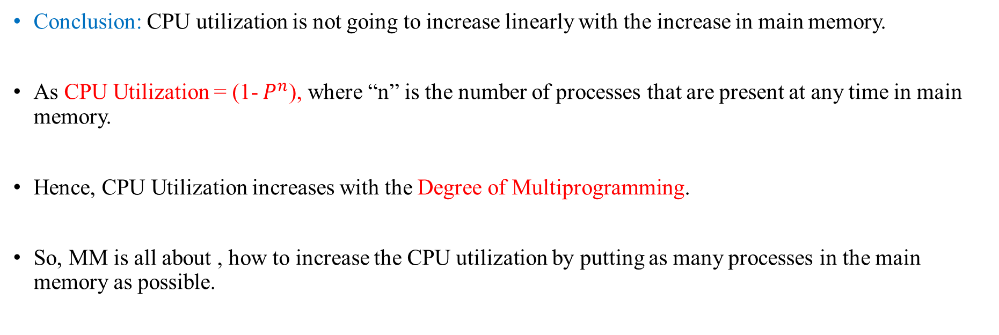 • Conclusion: CPU utilization is not going to increase linearly with the increase in main memory.
• As CPU Utilization = (1- Pⁿ), where “n” is the number of processes that are present at any time in main
memory.
• Hence, CPU Utilization increases with the Degree of Multiprogramming.
• So, MM is all about , how to increase the CPU utilization by putting as many processes in the main
memory as possible.